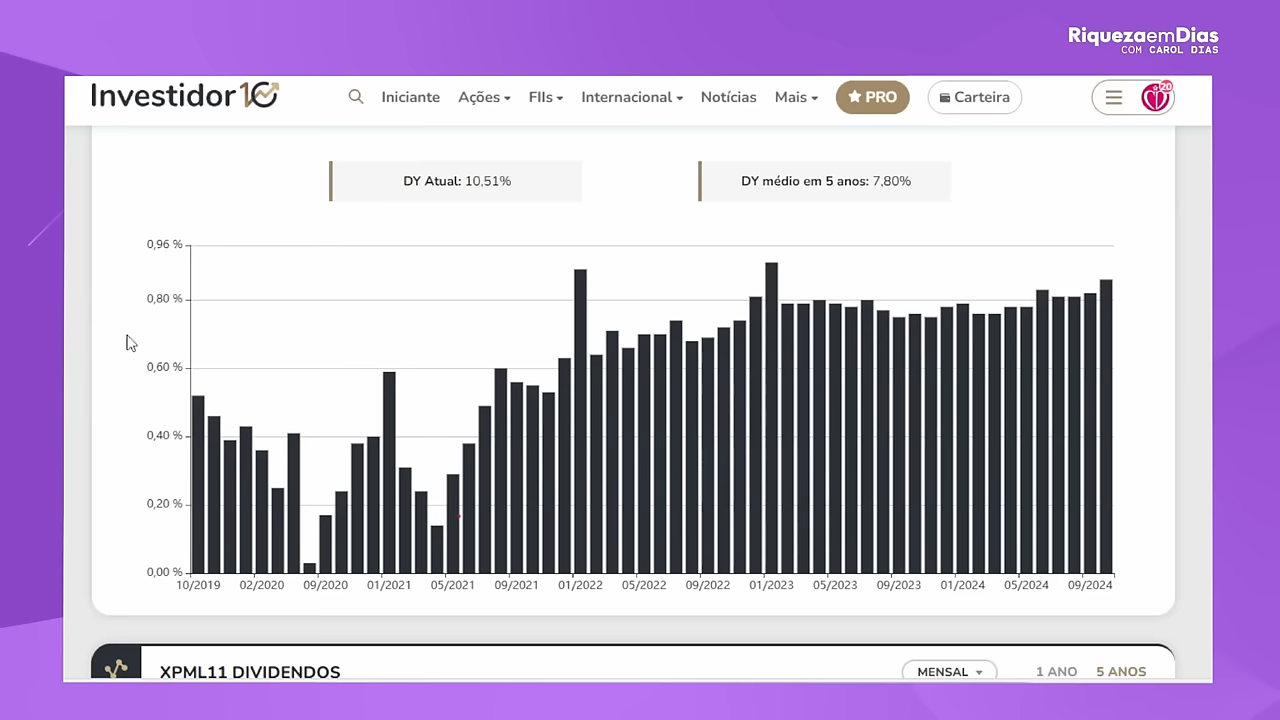 RiquezaemDias
COM CAROL DIAS
Investidor10
Iniciante Ações FIIs Internacional Notícias Mais PRO Carteira
20
DY Atual: 10,51% DY médio em 5 anos: 7,80%
0,96 %
0,80 %
0,60 %
0,40 %
0,20 %
0,00 %
10/2019 02/2020 09/2020 01/2021 05/2021 09/2021 01/2022 05/2022 09/2022 01/2023 05/2023 09/2023 01/2024 05/2024 09/2024
XPML11 DIVIDENDOS MENSAL 1 ANO 5 ANOS